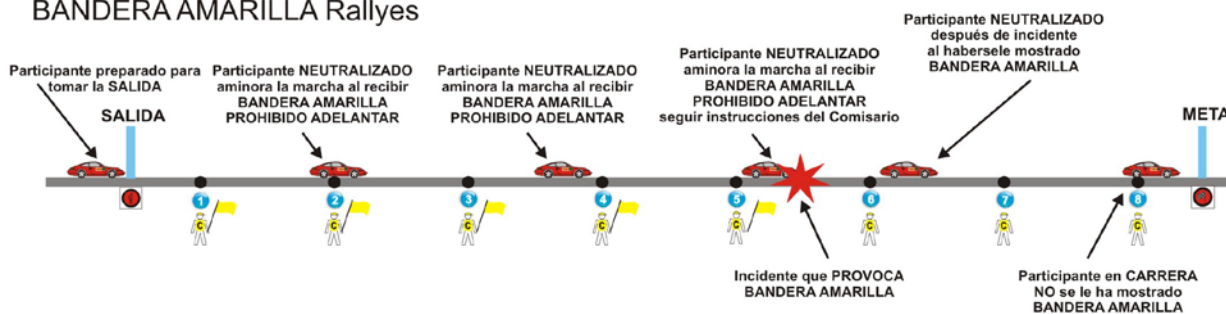 BANDERA AMARILLA Rallyes
Participante preparado para
tomar la SALIDA
SALIDA
Participante NEUTRALIZADO
aminora la marcha al recibir
BANDERA AMARILLA
PROHIBIDO ADELANTAR
Participante NEUTRALIZADO
aminora la marcha al recibir
BANDERA AMARILLA
PROHIBIDO ADELANTAR
Participante NEUTRALIZADO
aminora la marcha al recibir
BANDERA AMARILLA
PROHIBIDO ADELANTAR
seguir instrucciones del Comisario
Participante NEUTRALIZADO
después de incidente
al habersele mostrado
BANDERA AMARILLA
META
1 2 3 4 5 6 7 8
C C C C C C C C
Incidente que PROVOCA
BANDERA AMARILLA
Participante en CARRERA
NO se le ha mostrado
BANDERA AMARILLA